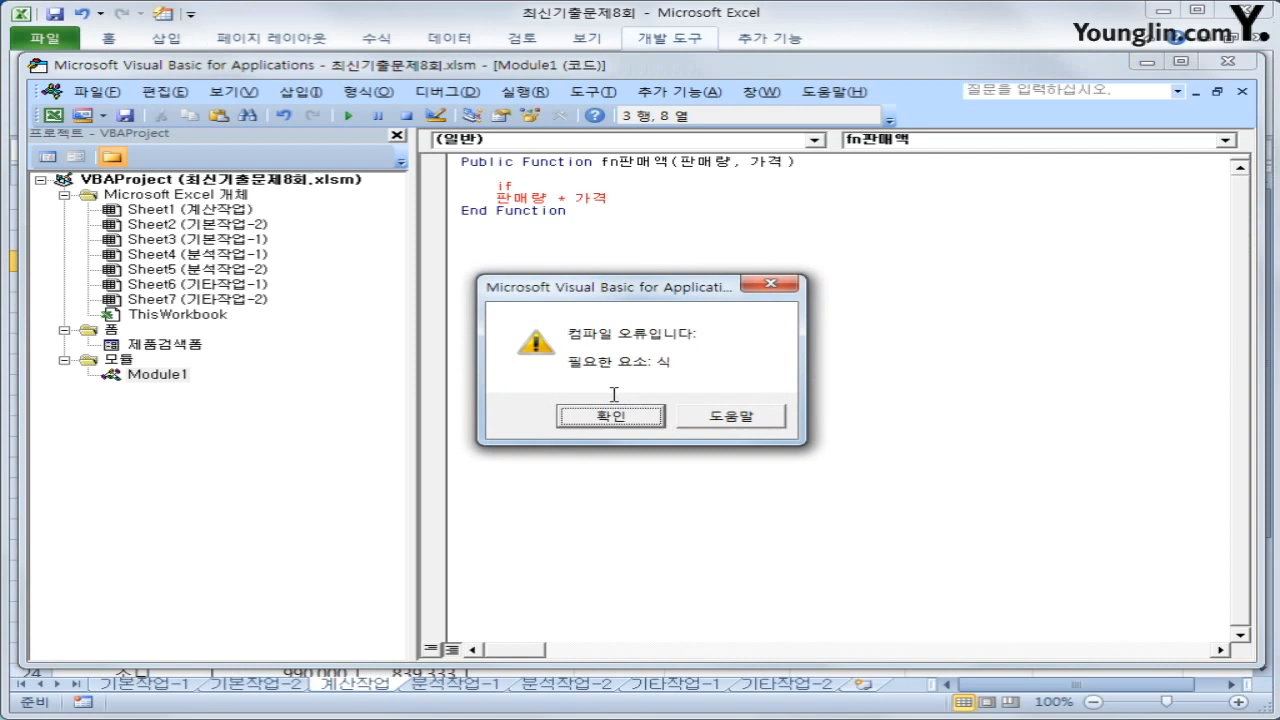 최신기출문제8회 - Microsoft Excel
파일 홈 삽입 페이지 레이아웃 수식 데이터 검토 보기 개발 도구 추가 기능
Younglin.com Y.
Microsoft Visual Basic for Applications - 최신기출문제8회.xlsm - [Module1 (코드)]
파일(F) 편집(E) 보기(V) 삽입(I) 형식(O) 디버그(D) 실행(R) 도구(T) 추가 기능(A) 창(W) 도움말(H) 질문을 입력하십시오.
3 행, 8 열
프로젝트 - VBAProject
(일반) fn판매액
VBAProject (최신기출문제8회.xlsm)
Microsoft Excel 개체
Sheet1 (계산작업)
Sheet2 (기본작업-2)
Sheet3 (기본작업-1)
Sheet4 (분석작업-1)
Sheet5 (분석작업-2)
Sheet6 (기타작업-1)
Sheet7 (기타작업-2)
ThisWorkbook
폼
제품검색폼
모듈
Module1
Public Function fn판매액(판매량, 가격)
if
판매량 * 가격
End Function
Microsoft Visual Basic for Applicati...
컴파일 오류입니다:
필요한 요소: 식
확인 도움말
24 소니 990,000 839,333
기본작업-1 기본작업-2 계산작업 분석작업-1 분석작업-2 기타작업-1 기타작업-2
준비 100%